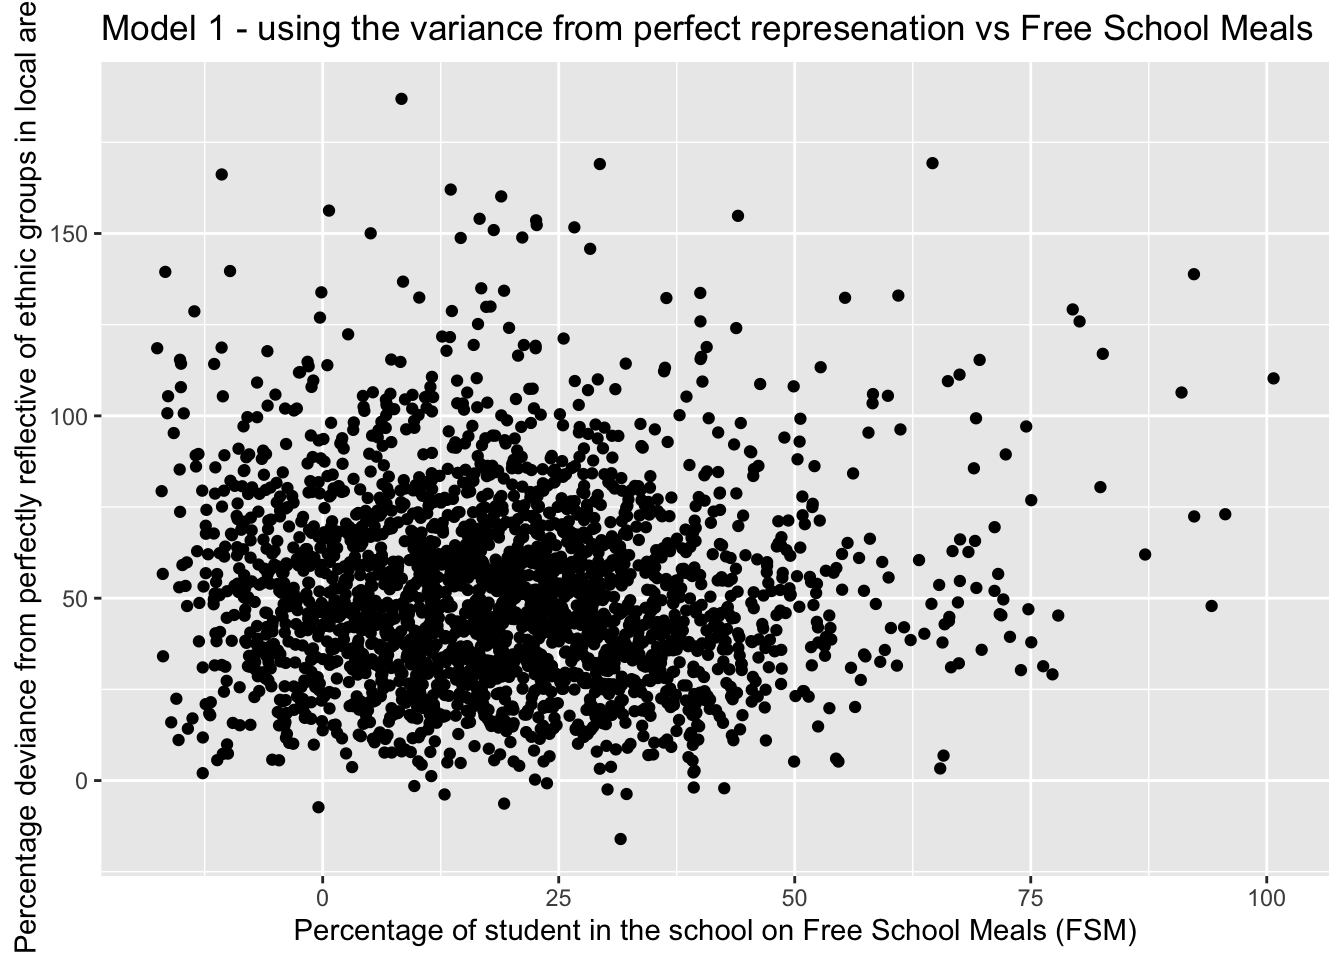 Model 1 - using the variance from perfect represenation vs Free School Meals
Percentage deviance from perfectly reflective of ethnic groups in local are
150
100
50
0
0 25 50 75 100
Percentage of student in the school on Free School Meals (FSM)